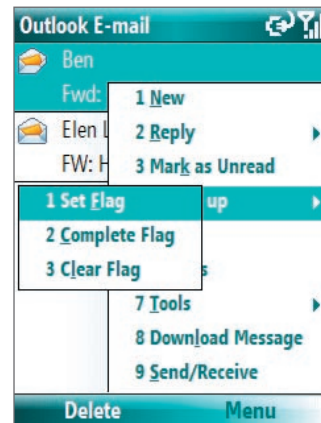 Outlook E-mail
Ben
Fwd:
Elen
FW:
1 New
2 Reply
3 Mark as Unread
up
7 Tools
8 Download Message
9 Send/Receive
1 Set Flag
2 Complete Flag
3 Clear Flag
Delete
Menu